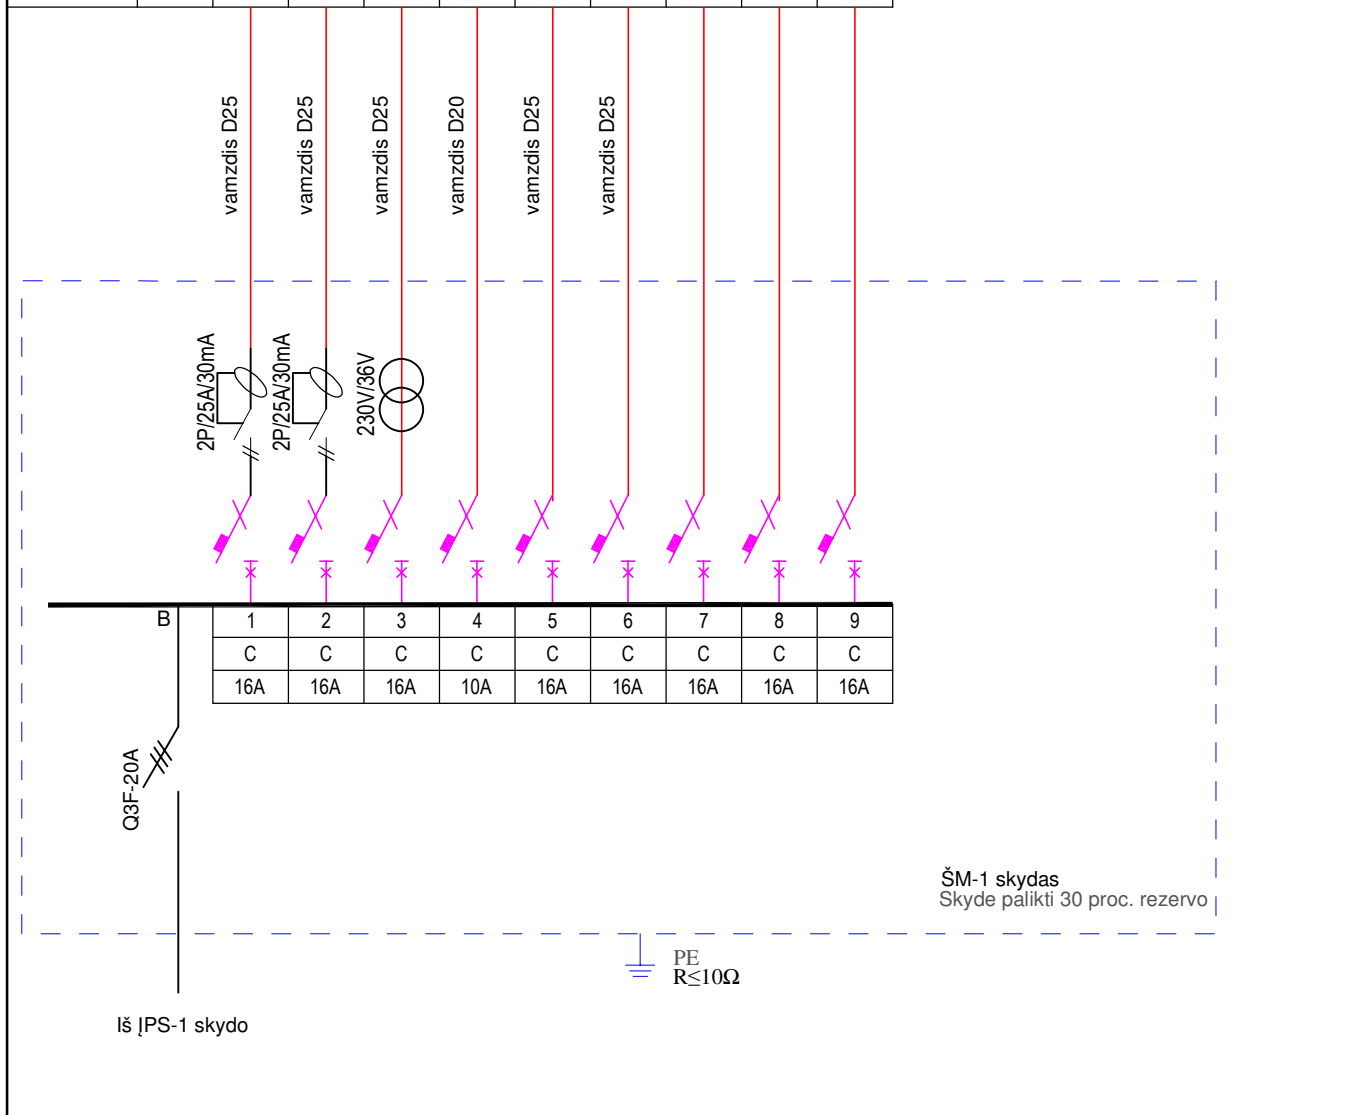 vamzdis D25
vamzdis D25
vamzdis D25
vamzdis D20
vamzdis D25
vamzdis D25
2P/25A/30mA
2P/25A/30mA
230V/36V
B
1 2 3 4 5 6 7 8 9
C C C C C C C C C
16A 16A 16A 10A 16A 16A 16A 16A 16A
Q3F-20A
ŠM-1 skydas
Skyde palikti 30 proc. rezervo
PE
R≤10Ω
Iš ĮPS-1 skydo